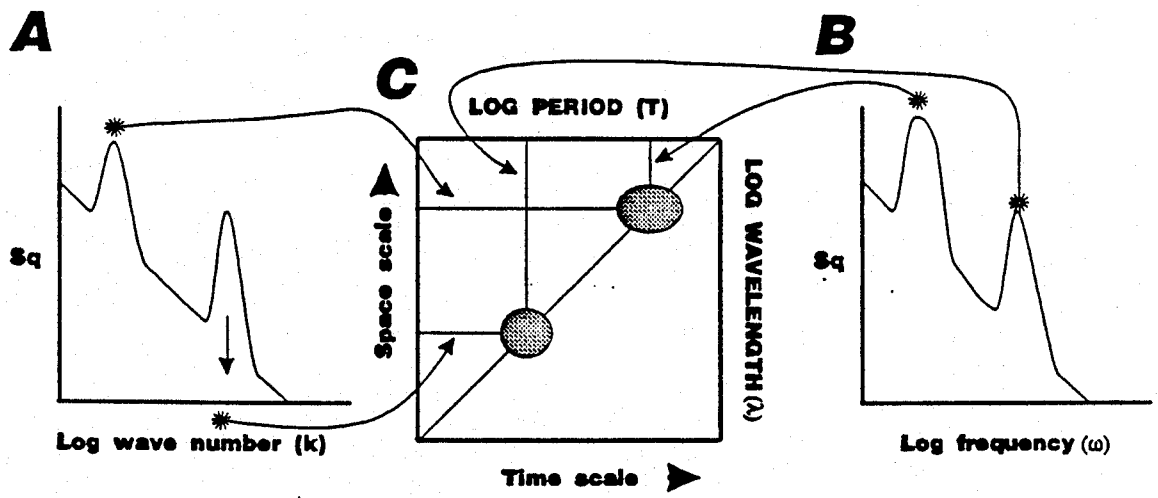 A
B
C
LOG PERIOD (T)
LOG WAVELENGTH (λ)
Space scale
Sq
Sq
Log wave number (k)
Log frequency (ω)
Time scale